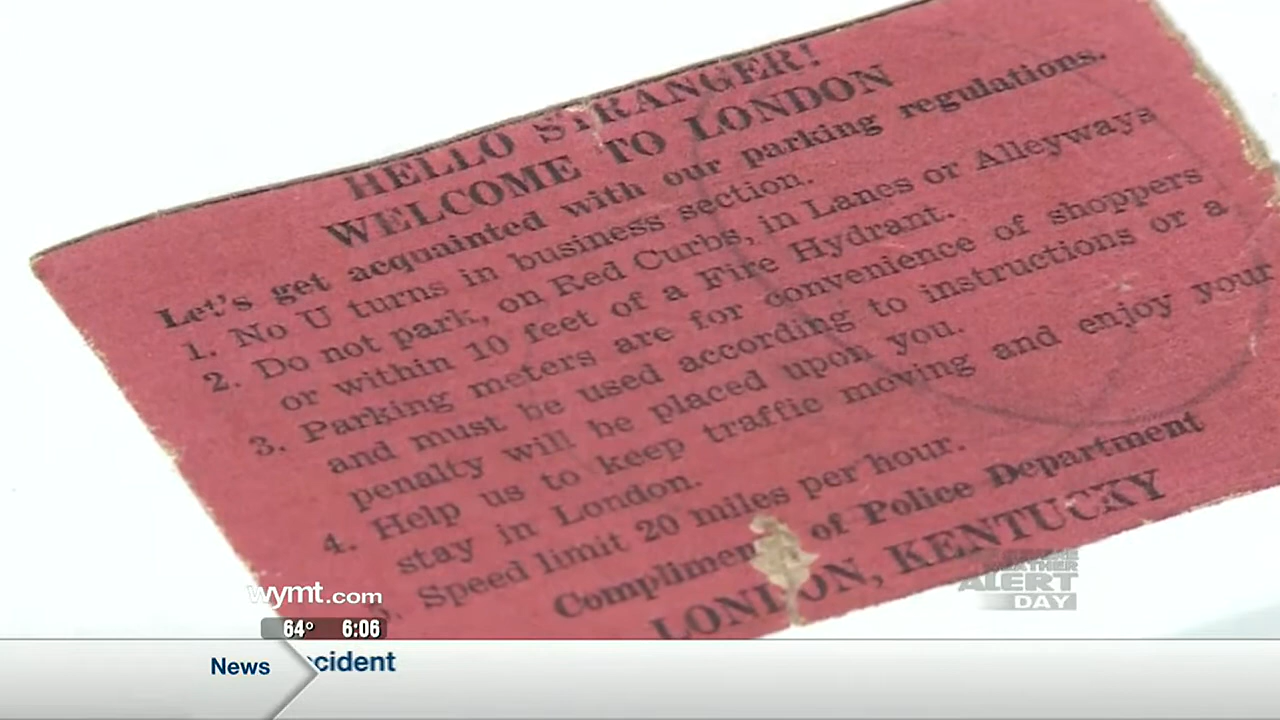 HELLO STRANGER!
WELCOME TO LONDON
Let's get acquainted with our parking regulations.
1. No U turns in business section.
2. Do not park, on Red Curbs, in Lanes or Alleyways
or within 10 feet of a Fire Hydrant.
3. Parking meters are for convenience of shoppers
and must be used according to instructions or a
penalty will be placed upon you.
4. Help us to keep traffic moving and enjoy your
stay in London.
Speed limit 20 miles per hour.
Compliment of Police Department
LONDON, KENTUCKY
wymt.com
64° 6:06
WEATHER
ALERT
DAY
News
cident